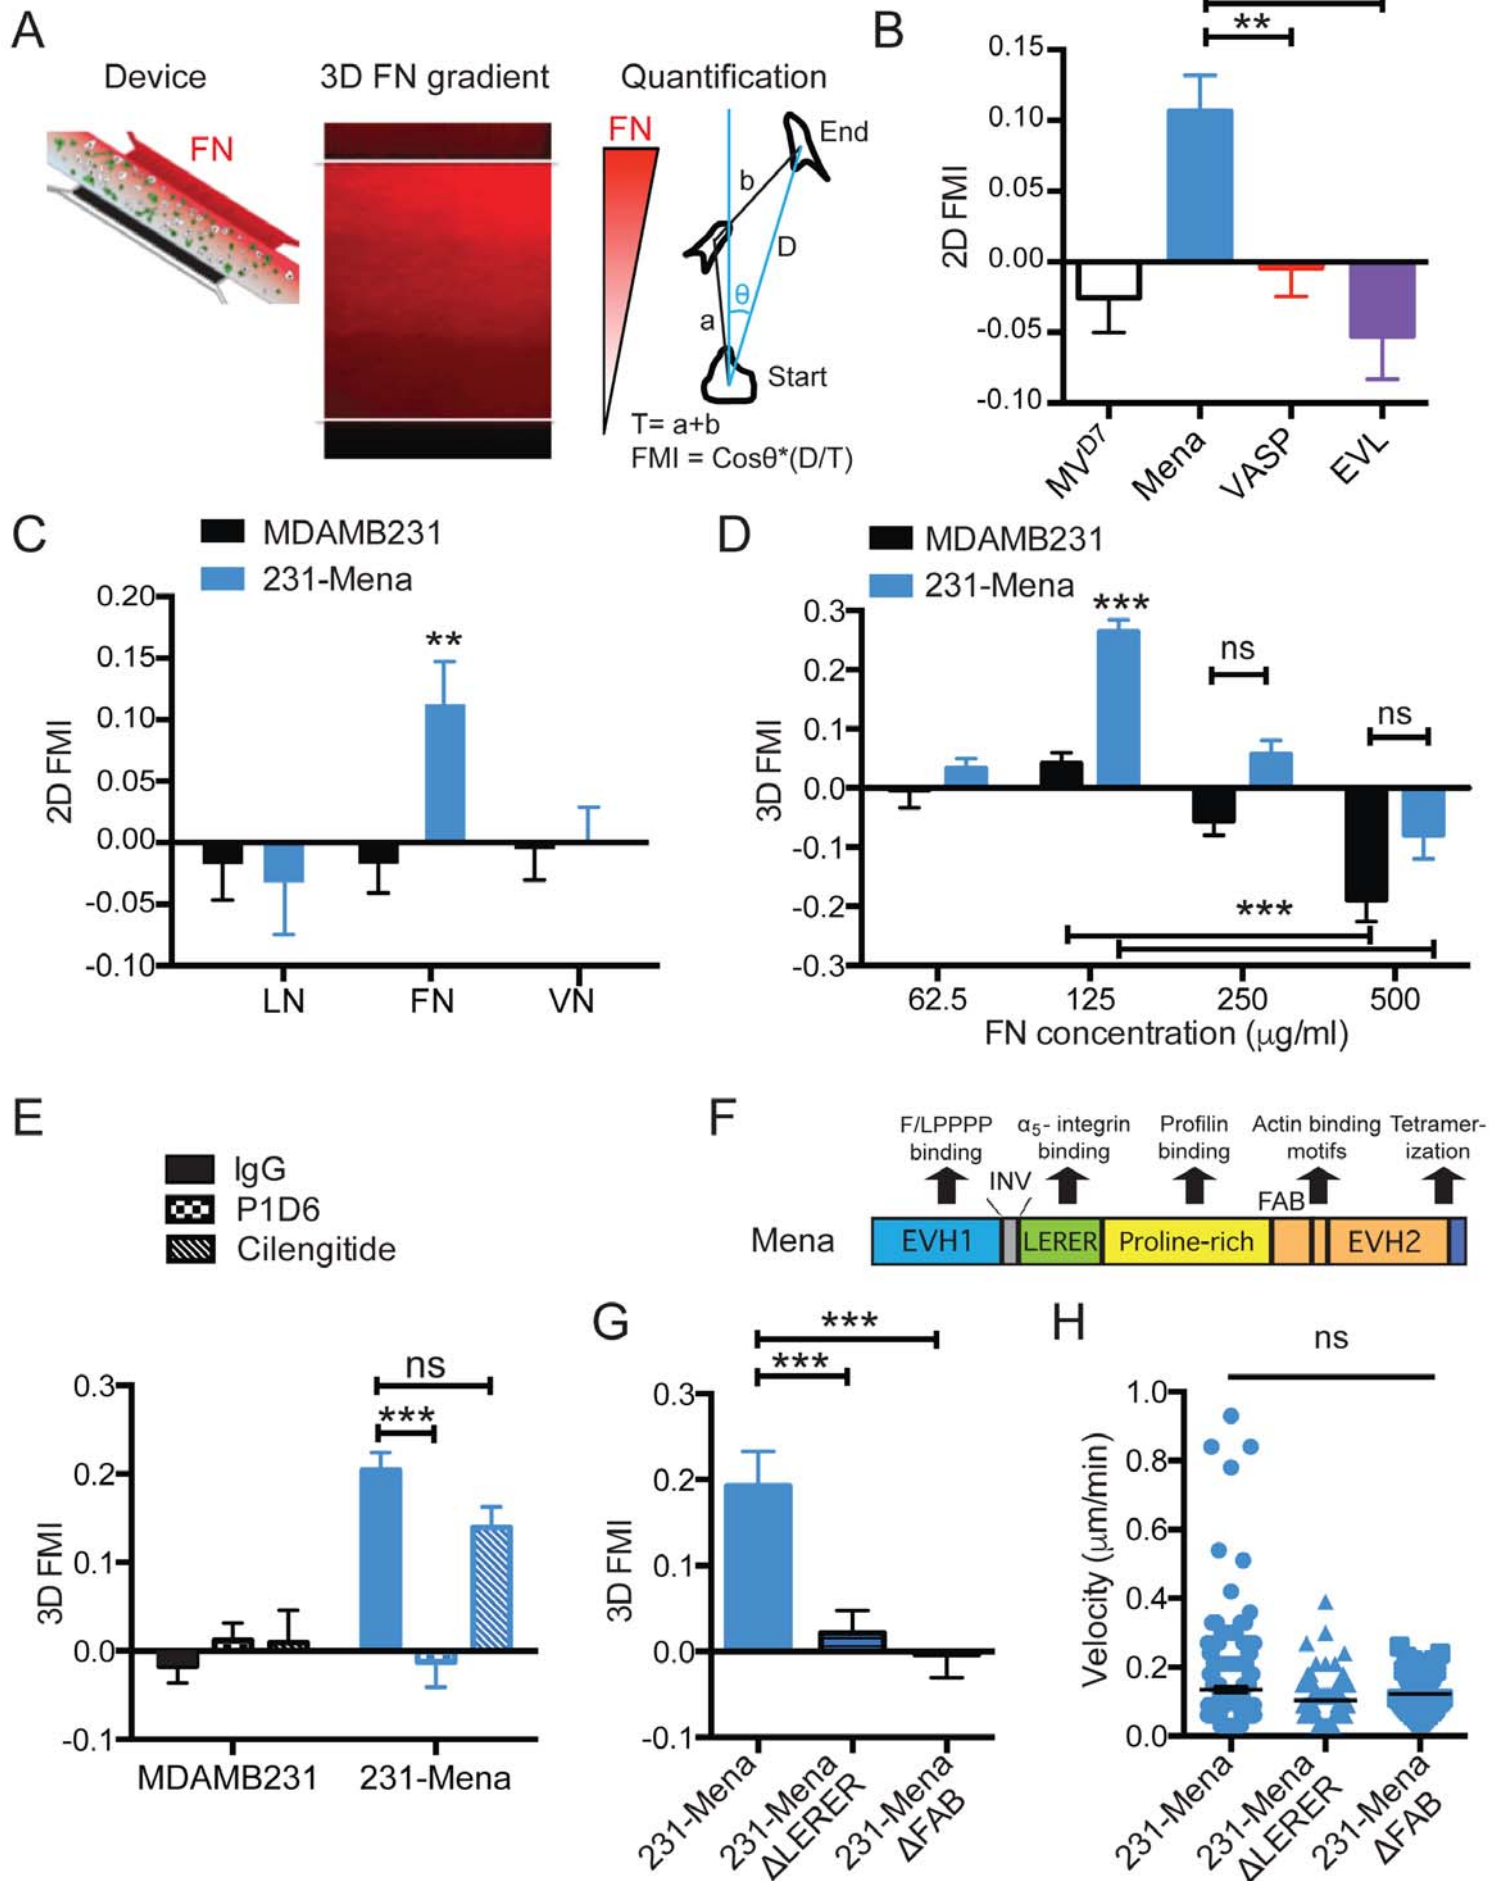 A
Device
3D FN gradient
Quantification
FN
FN
End
b
D
θ
a
Start
T= a+b
FMI = Cosθ*(D/T)
B
**
2D FMI
0.15
0.10
0.05
0.00
-0.05
-0.10
MV^D7
Mena
VASP
EVL
C
MDAMB231
231-Mena
2D FMI
0.20
0.15
0.10
0.05
0.00
-0.05
-0.10
**
LN
FN
VN
D
MDAMB231
231-Mena
3D FMI
0.3
0.2
0.1
0.0
-0.1
-0.2
-0.3
***
ns
ns
***
62.5
125
250
500
FN concentration (μg/ml)
E
IgG
P1D6
Cilengitide
3D FMI
0.3
0.2
0.1
0.0
-0.1
ns
***
MDAMB231
231-Mena
F
F/LPPPP
binding
α5- integrin
binding
Profilin
binding
Actin binding
motifs
Tetramer-
ization
INV
FAB
Mena
EVH1
LERER
Proline-rich
EVH2
G
***
***
3D FMI
0.3
0.2
0.1
0.0
-0.1
231-Mena
231-Mena
ΔLERER
231-Mena
ΔFAB
H
ns
Velocity (μm/min)
1.0
0.8
0.6
0.4
0.2
0.0
231-Mena
231-Mena
ΔLERER
231-Mena
ΔFAB